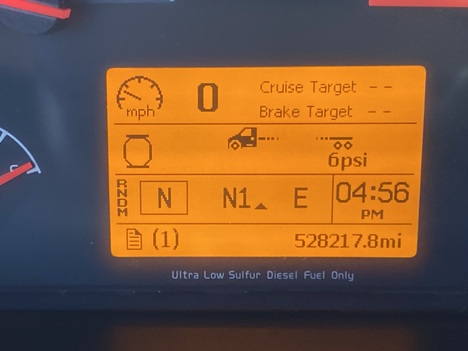 mph 0 Cruise Target --
Brake Target --
6psi
RNDM N N1 E 04:56
PM
(1) 528217.8mi
Ultra Low Sulfur Diesel Fuel Only
C